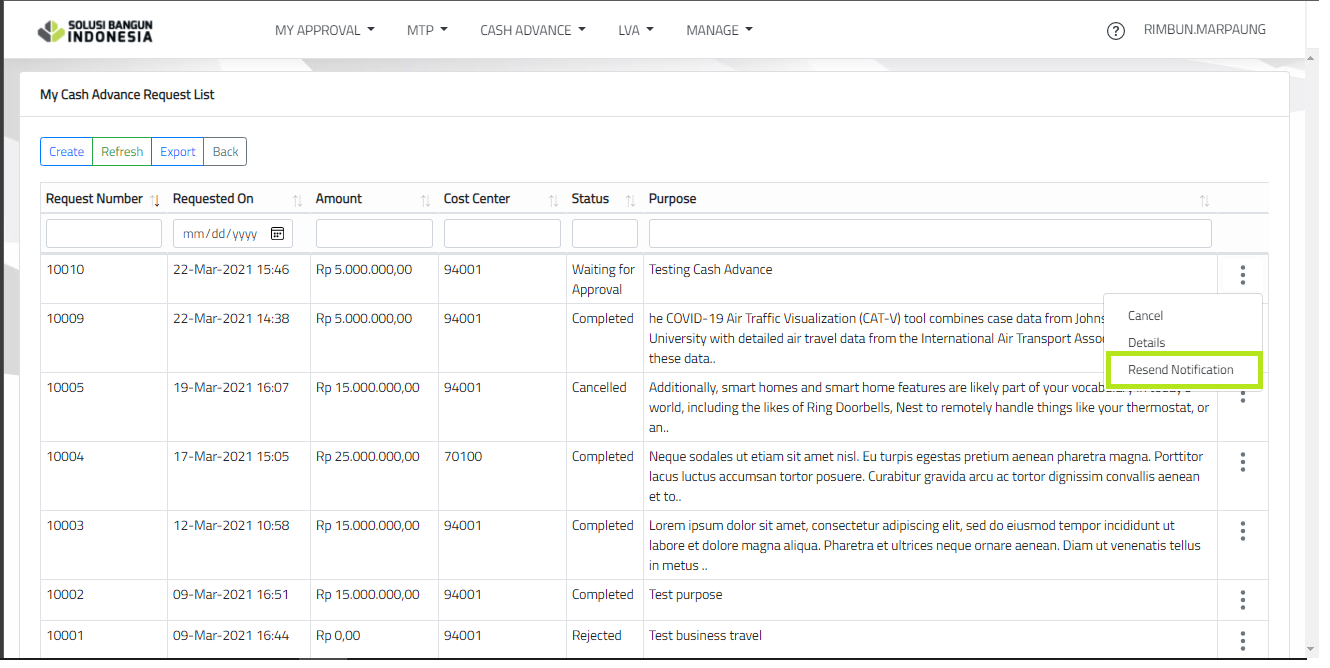 SOLUSI BANGUN
INDONESIA
MY APPROVAL MTP CASH ADVANCE LVA MANAGE ? RIMBUN.MARPAUNG
My Cash Advance Request List
Create Refresh Export Back
Request Number Requested On Amount Cost Center Status Purpose
mm/dd/yyyy
10010 22-Mar-2021 15:46 Rp 5.000.000,00 94001 Waiting for Testing Cash Advance
Approval
Cancel
Details
Resend Notification
10009 22-Mar-2021 14:38 Rp 5.000.000,00 94001 Completed he COVID-19 Air Traffic Visualization (CAT-V) tool combines case data from Johns
University with detailed air travel data from the International Air Transport Assoc
these data..
10005 19-Mar-2021 16:07 Rp 15.000.000,00 94001 Cancelled Additionally, smart homes and smart home features are likely part of your vocabulary in today's
world, including the likes of Ring Doorbells, Nest to remotely handle things like your thermostat, or
an..
10004 17-Mar-2021 15:05 Rp 25.000.000,00 70100 Completed Neque sodales ut etiam sit amet nisl. Eu turpis egestas pretium aenean pharetra magna. Porttitor
lacus luctus accumsan tortor posuere. Curabitur gravida arcu ac tortor dignissim convallis aenean
et to..
10003 12-Mar-2021 10:58 Rp 15.000.000,00 94001 Completed Lorem ipsum dolor sit amet, consectetur adipiscing elit, sed do eiusmod tempor incididunt ut
labore et dolore magna aliqua. Pharetra et ultrices neque ornare aenean. Diam ut venenatis tellus
in metus ..
10002 09-Mar-2021 16:51 Rp 15.000.000,00 94001 Completed Test purpose
10001 09-Mar-2021 16:44 Rp 0,00 94001 Rejected Test business travel